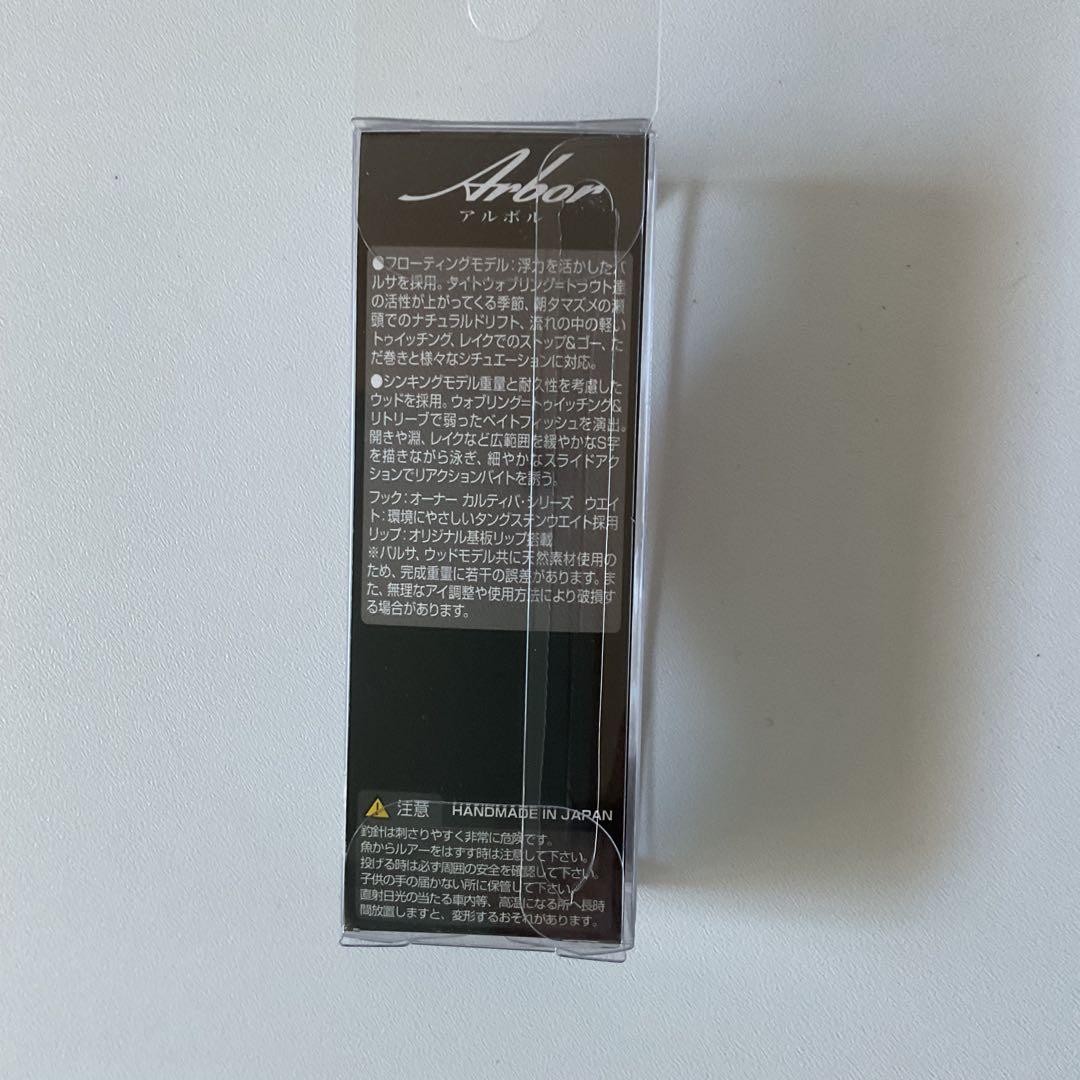 Arbor
アルボル
●フローティングモデル：浮力を活かしたバ
ルサを採用。タイトウォブリング=トラウト達
の活性が上がってくる季節、朝夕マズメの瀬
頭でのナチュラルドリフト、流れの中の軽い
トゥイッチング、レイクでのストップ&ゴー、た
だ巻きと様々なシチュエーションに対応。
●シンキングモデル重量と耐久性を考慮した
ウッドを採用。ウォブリング=トゥイッチング&
リトリーブで弱ったベイトフィッシュを演出。
開きや淵、レイクなど広範囲を緩やかなS字
を描きながら泳ぎ、細やかなスライドアク
ションでリアクションバイトを誘う。
フック：オーナー カルティバ・シリーズ ウエイ
ト：環境にやさしいタングステンウエイト採用
リップ：オリジナル基板リップ搭載
※バルサ、ウッドモデル共に天然素材使用の
ため、完成重量に若干の誤差があります。ま
た、無理なアイ調整や使用方法により破損す
る場合があります。
注意 HANDMADE IN JAPAN
釣針は刺さりやすく非常に危険です。
魚からルアーをはずす時は注意して下さい。
投げる時は必ず周囲の安全を確認して下さい。
子供の手の届かない所に保管して下さい。
直射日光の当たる車内等、高温になる所へ長時
間放置しますと、変形するおそれがあります。